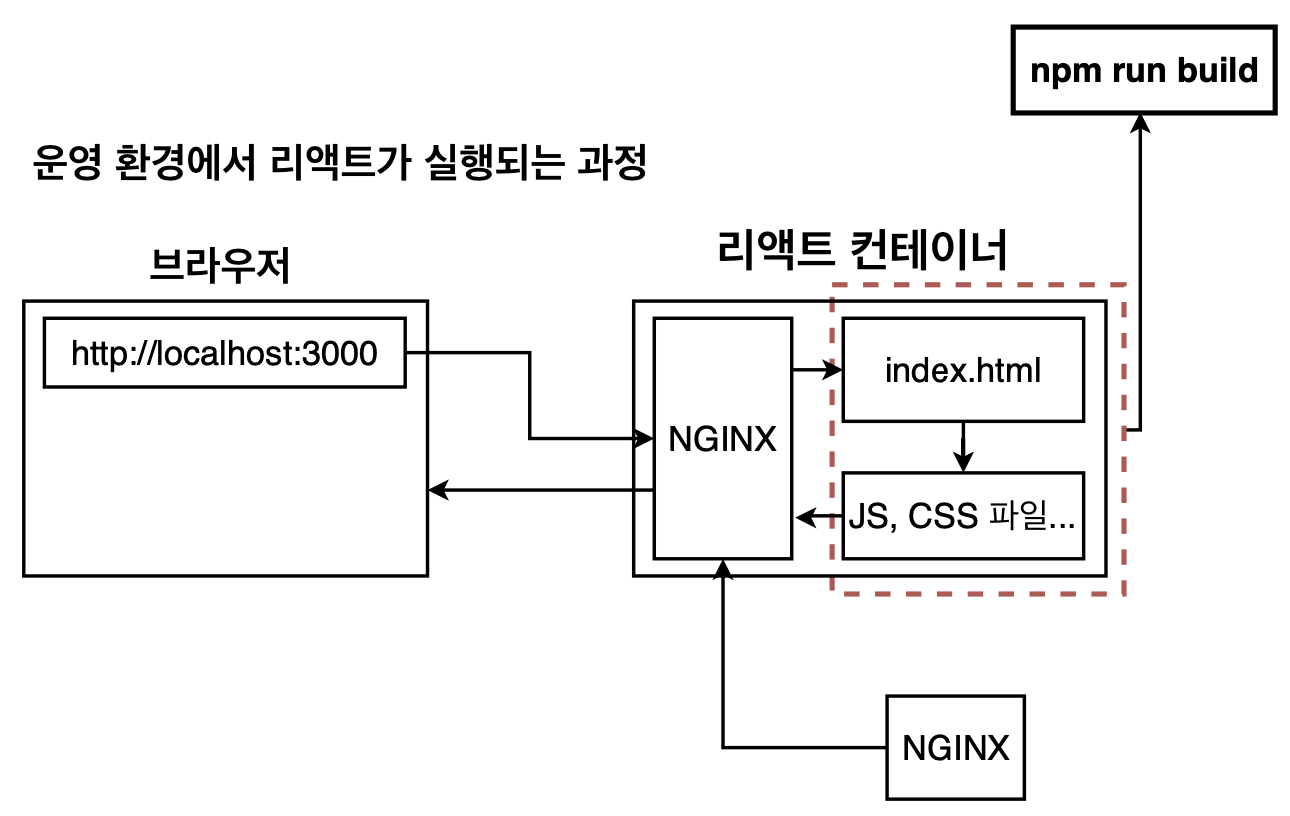 npm run build
운영 환경에서 리액트가 실행되는 과정
브라우저
리액트 컨테이너
http://localhost:3000
NGINX
index.html
JS, CSS 파일...
NGINX